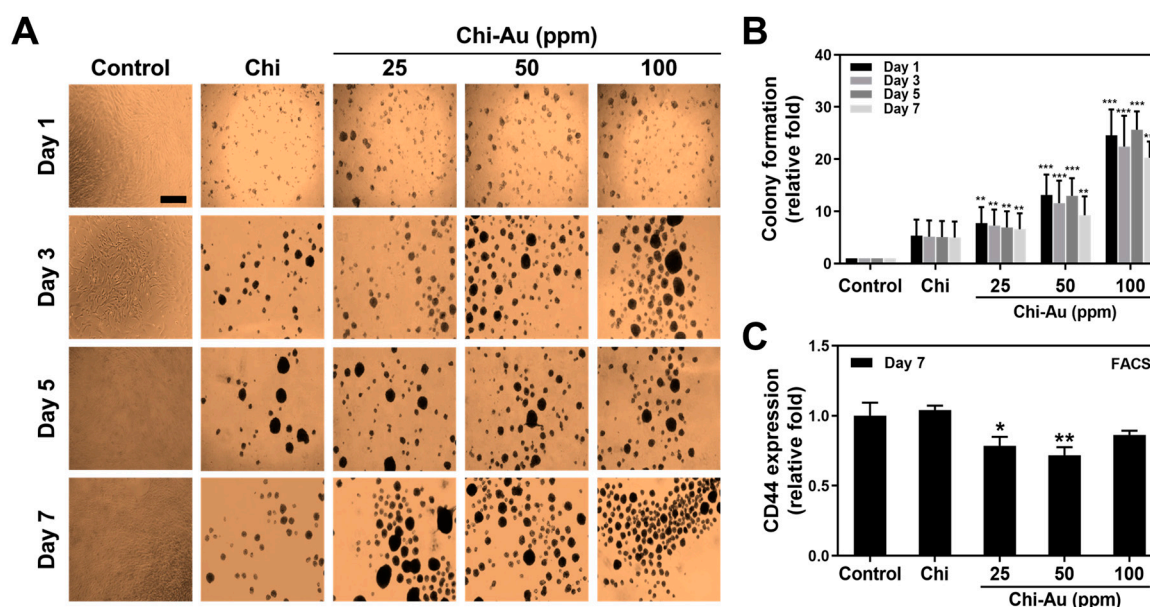 A
Chi-Au (ppm)
Control Chi 25 50 100
Day 1
Day 3
Day 5
Day 7
B
Colony formation
(relative fold)
40
30
20
10
0
Day 1
Day 3
Day 5
Day 7
** ** ** **
*** *** *** **
*** *** ***
Control Chi 25 50 100
Chi-Au (ppm)
C
CD44 expression
(relative fold)
1.5
1.0
0.5
0.0
Day 7
FACS
* **
Control Chi 25 50 100
Chi-Au (ppm)